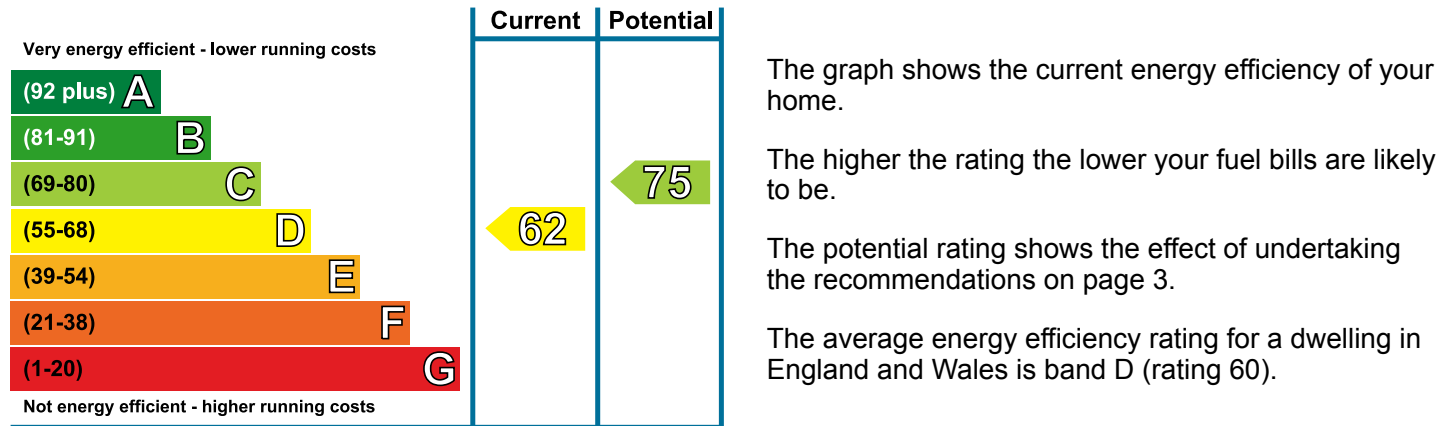 Current Potential
Very energy efficient - lower running costs
(92 plus) A
(81-91) B
(69-80) C
75
(55-68) D
62
(39-54) E
(21-38) F
(1-20) G
Not energy efficient - higher running costs
The graph shows the current energy efficiency of your
home.
The higher the rating the lower your fuel bills are likely
to be.
The potential rating shows the effect of undertaking
the recommendations on page 3.
The average energy efficiency rating for a dwelling in
England and Wales is band D (rating 60).